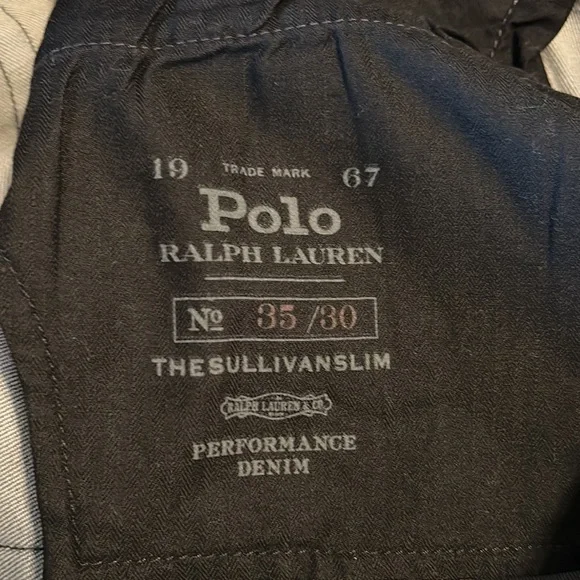 19 TRADE MARK 67
Polo
RALPH LAUREN
No 35/30
THESULLIVANSLIM
RALPH LAUREN & CO.
PERFORMANCE
DENIM